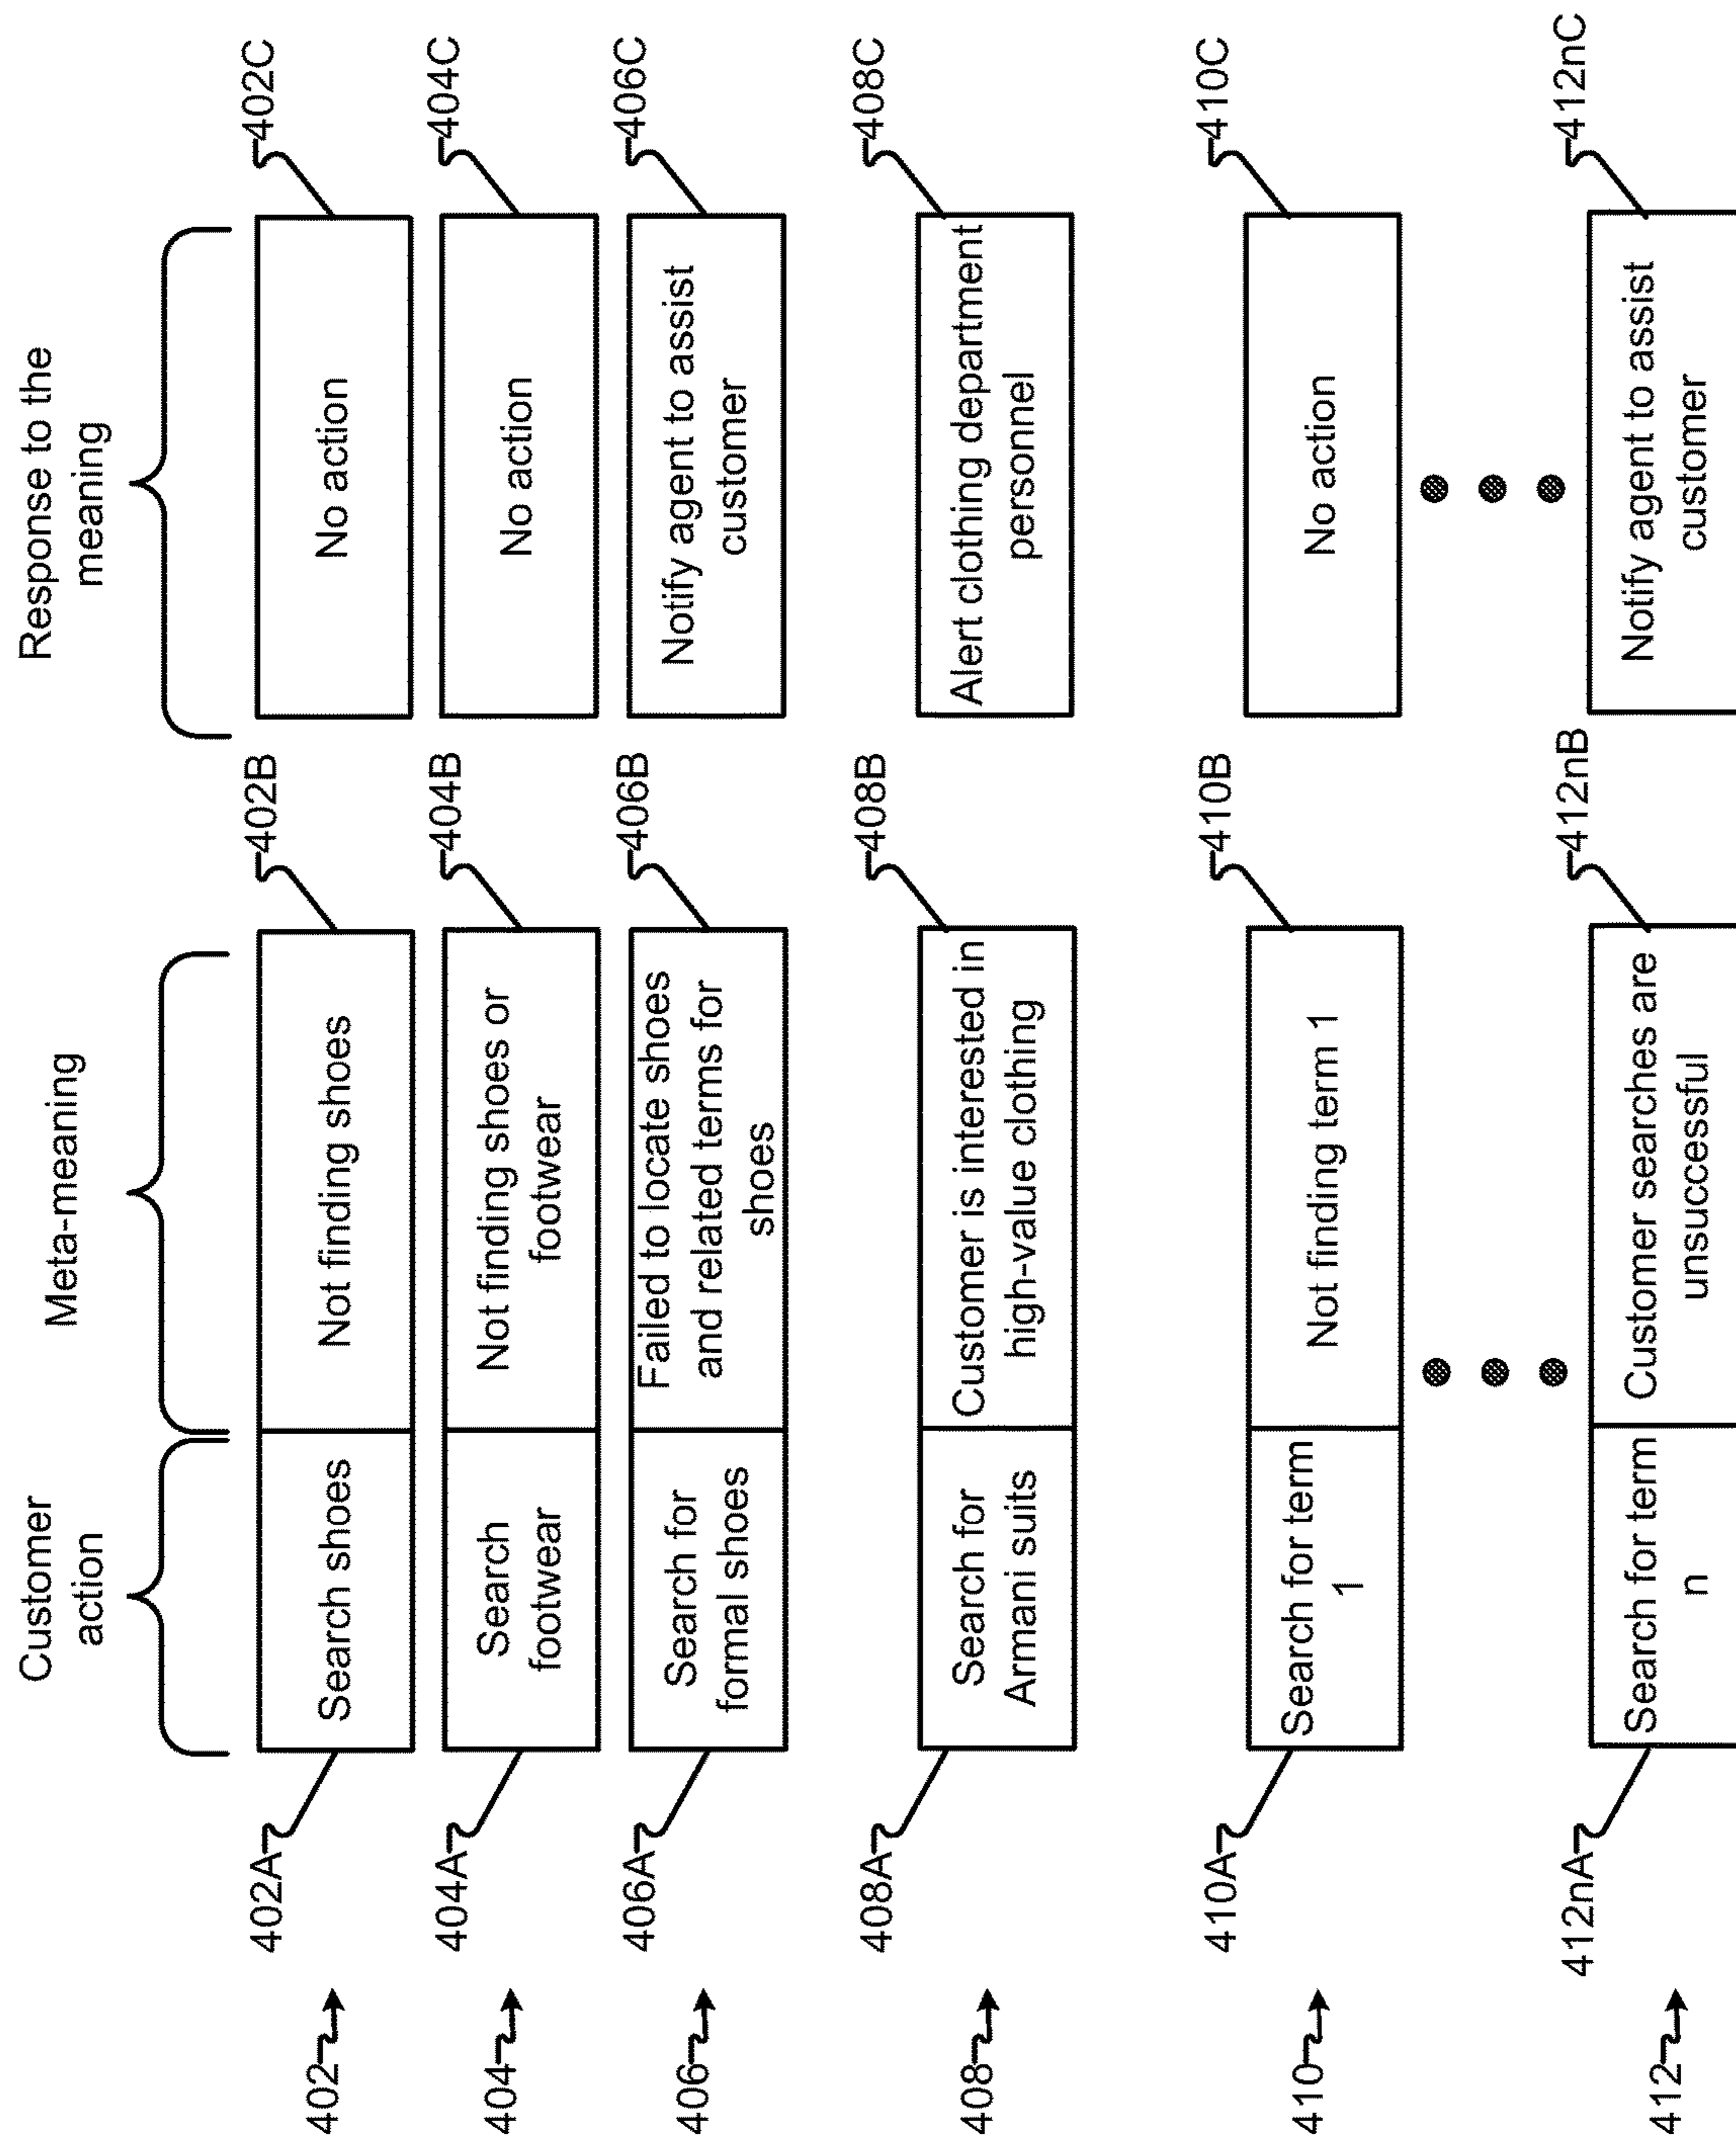 Customer
action
Meta-meaning
Response to the
meaning
402
402A
Search shoes
Not finding shoes
402B
No action
402C
404
404A
Search
footwear
Not finding shoes or
footwear
404B
No action
404C
406
406A
Search for
formal shoes
Failed to locate shoes
and related terms for
shoes
406B
Notify agent to assist
customer
406C
408
408A
Search for
Armani suits
Customer is interested in
high-value clothing
408B
Alert clothing department
personnel
408C
410
410A
Search for term
1
Not finding term 1
410B
No action
410C
412
412nA
Search for term
n
Customer searches are
unsuccessful
412nB
Notify agent to assist
customer
412nC